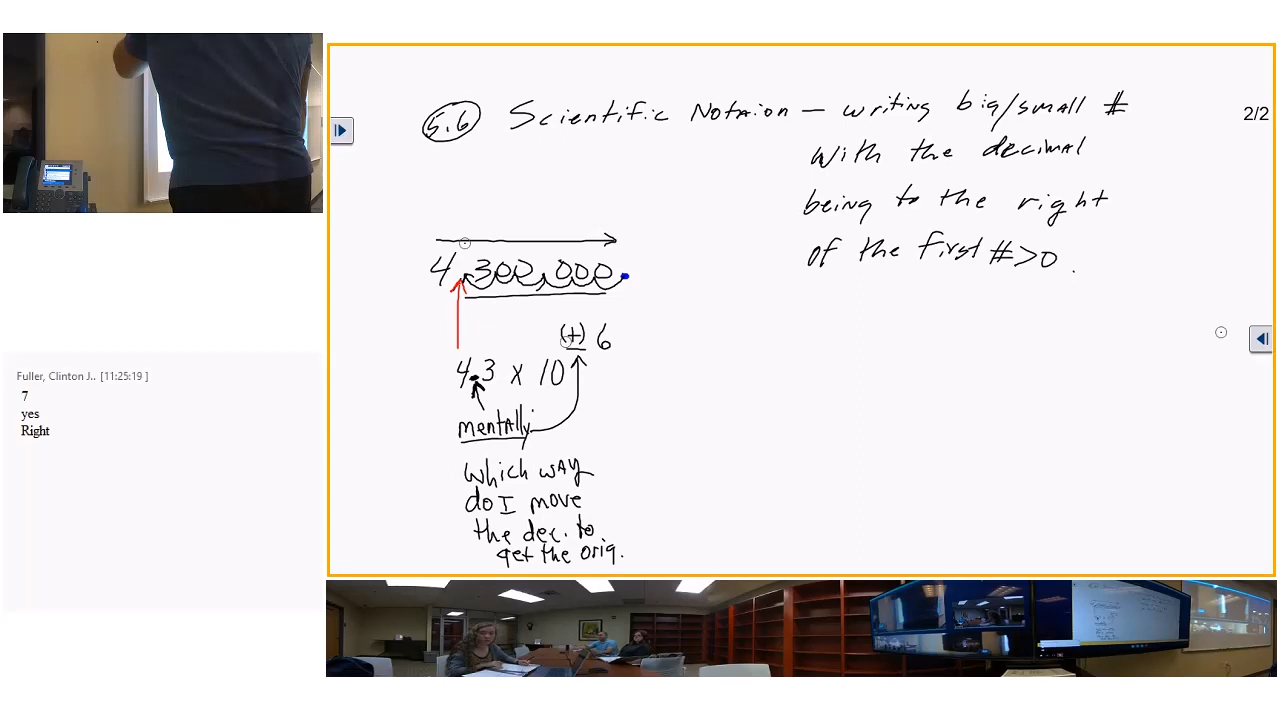 5.6 Scientific Notaion – writing big/small #
with the decimal
being to the right
of the first # > 0.
2/2
4,300,000.
(+) 6
4.3 x 10
mentally
which way
do I move
the dec. to
get the orig.
Fuller, Clinton J.. [11:25:19 ]
7
yes
Right